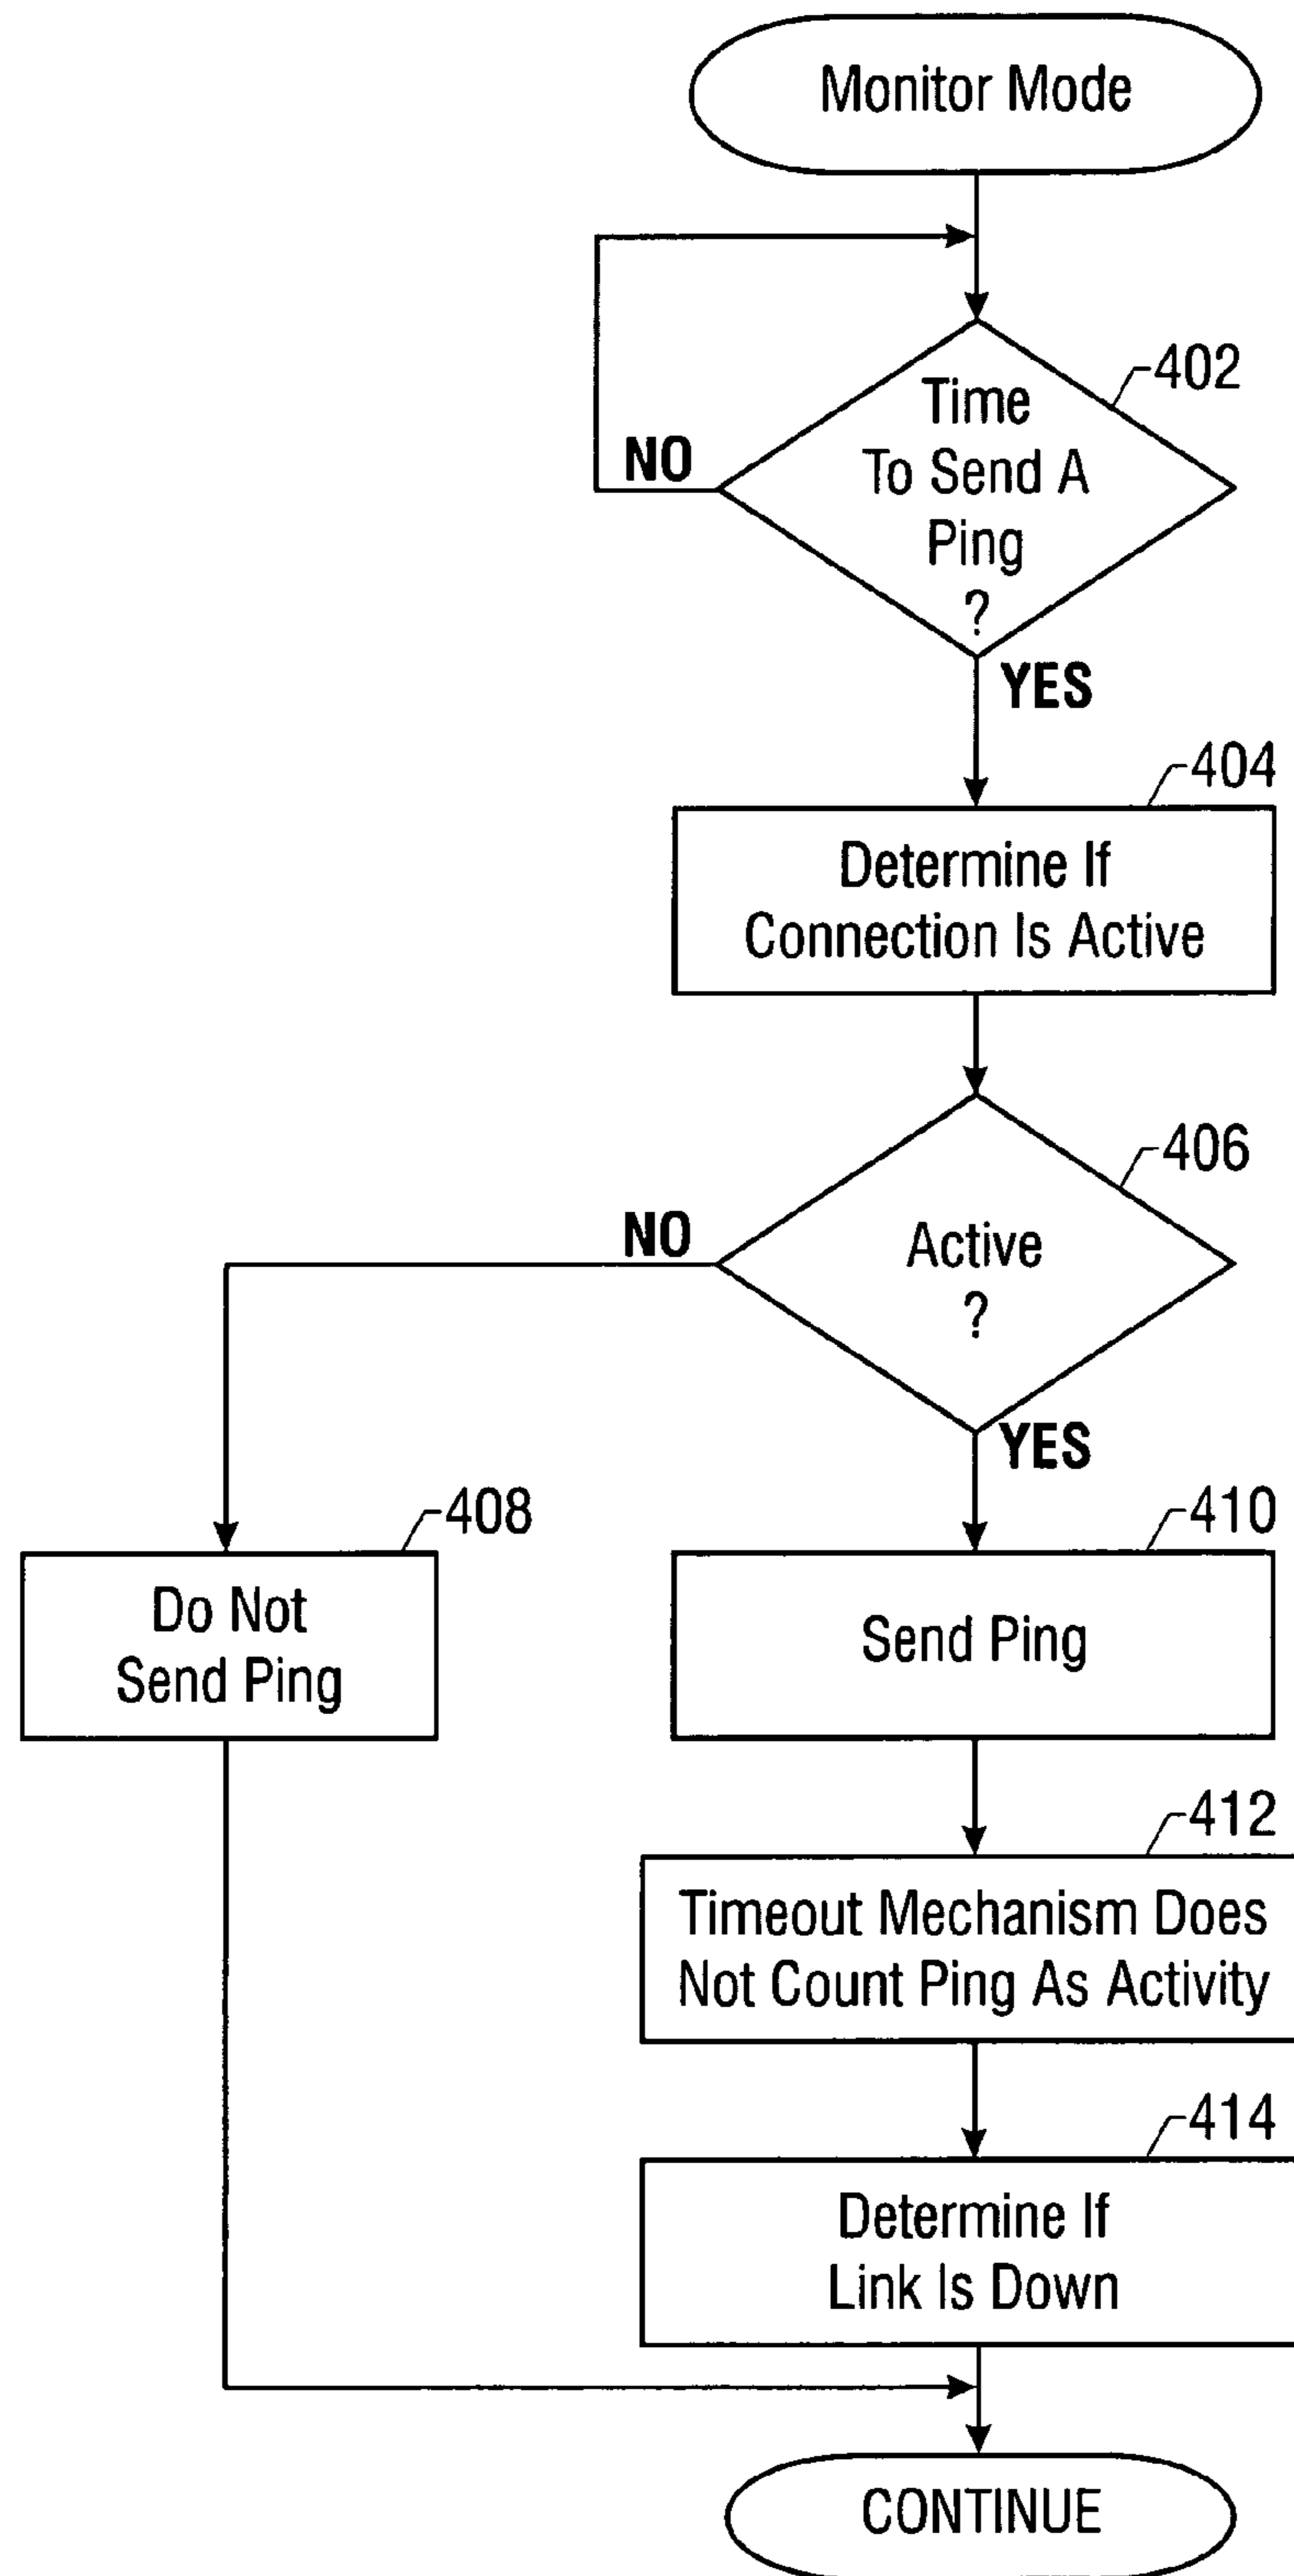 Monitor Mode
402
Time
To Send A
Ping
?
NO
YES
404
Determine If
Connection Is Active
406
Active
?
NO
YES
408
Do Not
Send Ping
410
Send Ping
412
Timeout Mechanism Does
Not Count Ping As Activity
414
Determine If
Link Is Down
CONTINUE